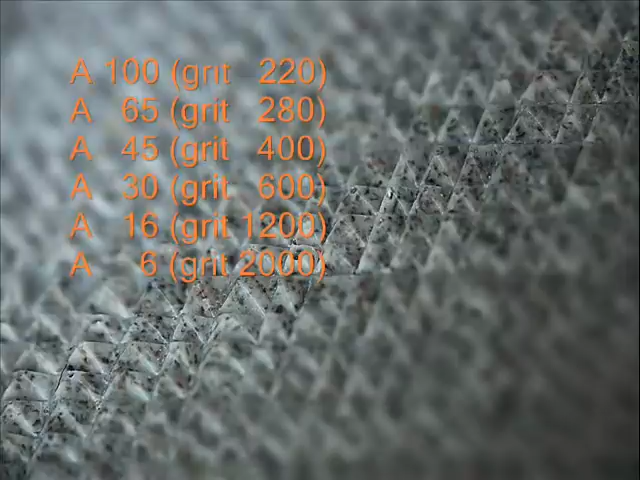 A 100 (grit 220)
A 65 (grit 280)
A 45 (grit 400)
A 30 (grit 600)
A 16 (grit 1200)
A 6 (grit 2000)